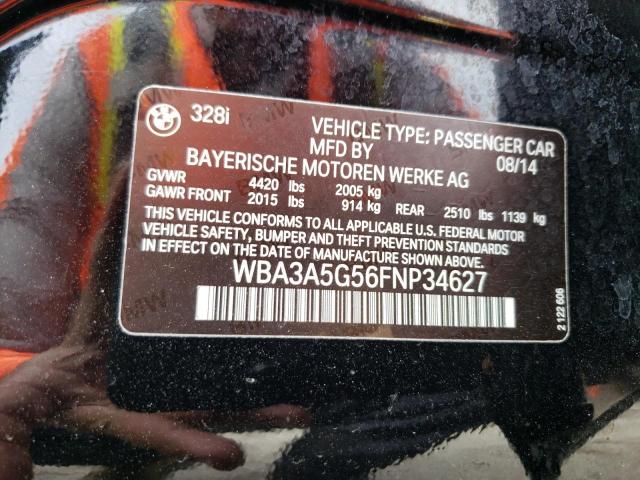 328i
VEHICLE TYPE: PASSENGER CAR
MFD BY 08/14
BAYERISCHE MOTOREN WERKE AG
GVWR 4420 lbs 2005 kg
GAWR FRONT 2015 lbs 914 kg REAR 2510 lbs 1139 kg
THIS VEHICLE CONFORMS TO ALL APPLICABLE U.S. FEDERAL MOTOR
VEHICLE SAFETY, BUMPER AND THEFT PREVENTION STANDARDS
IN EFFECT ON THE DATE OF MANUFACTURE SHOWN ABOVE.
WBA3A5G56FNP34627
2 122 606